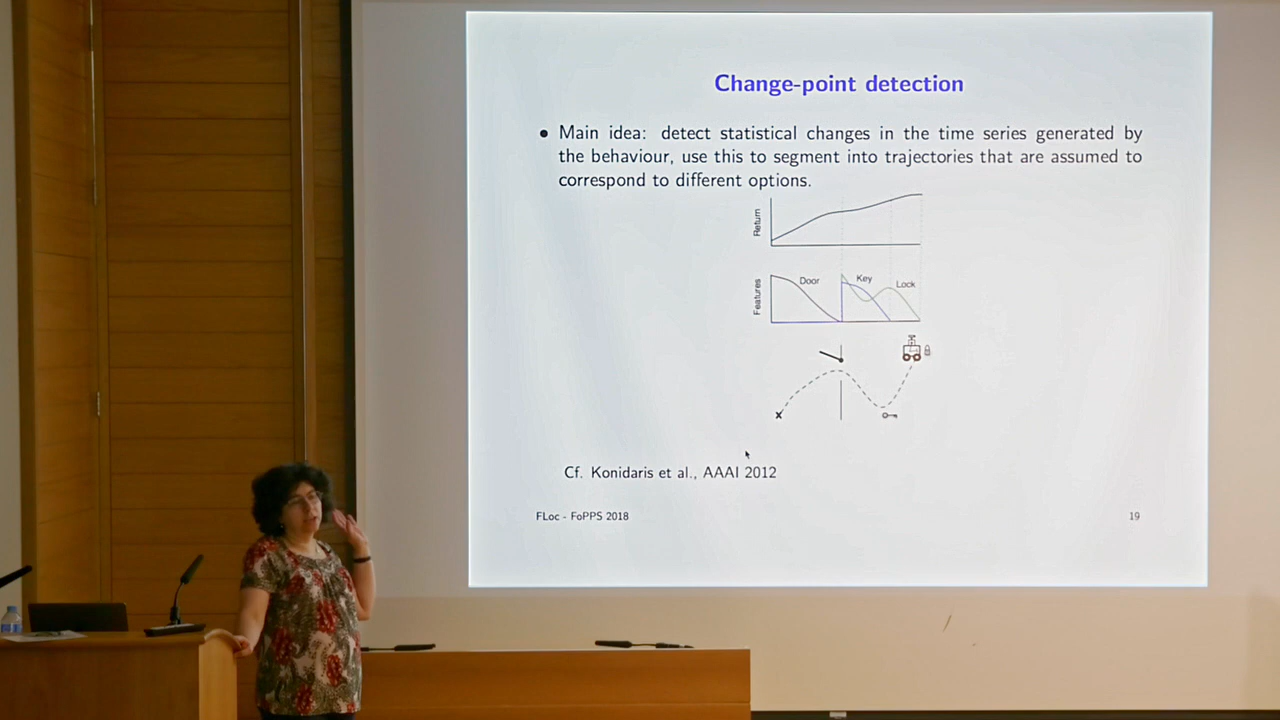 Change-point detection
• Main idea: detect statistical changes in the time series generated by
the behaviour, use this to segment into trajectories that are assumed to
correspond to different options.
Return
Features
Door
Key
Lock
x
Cf. Konidaris et al., AAAI 2012
FLoc - FoPPS 2018
19